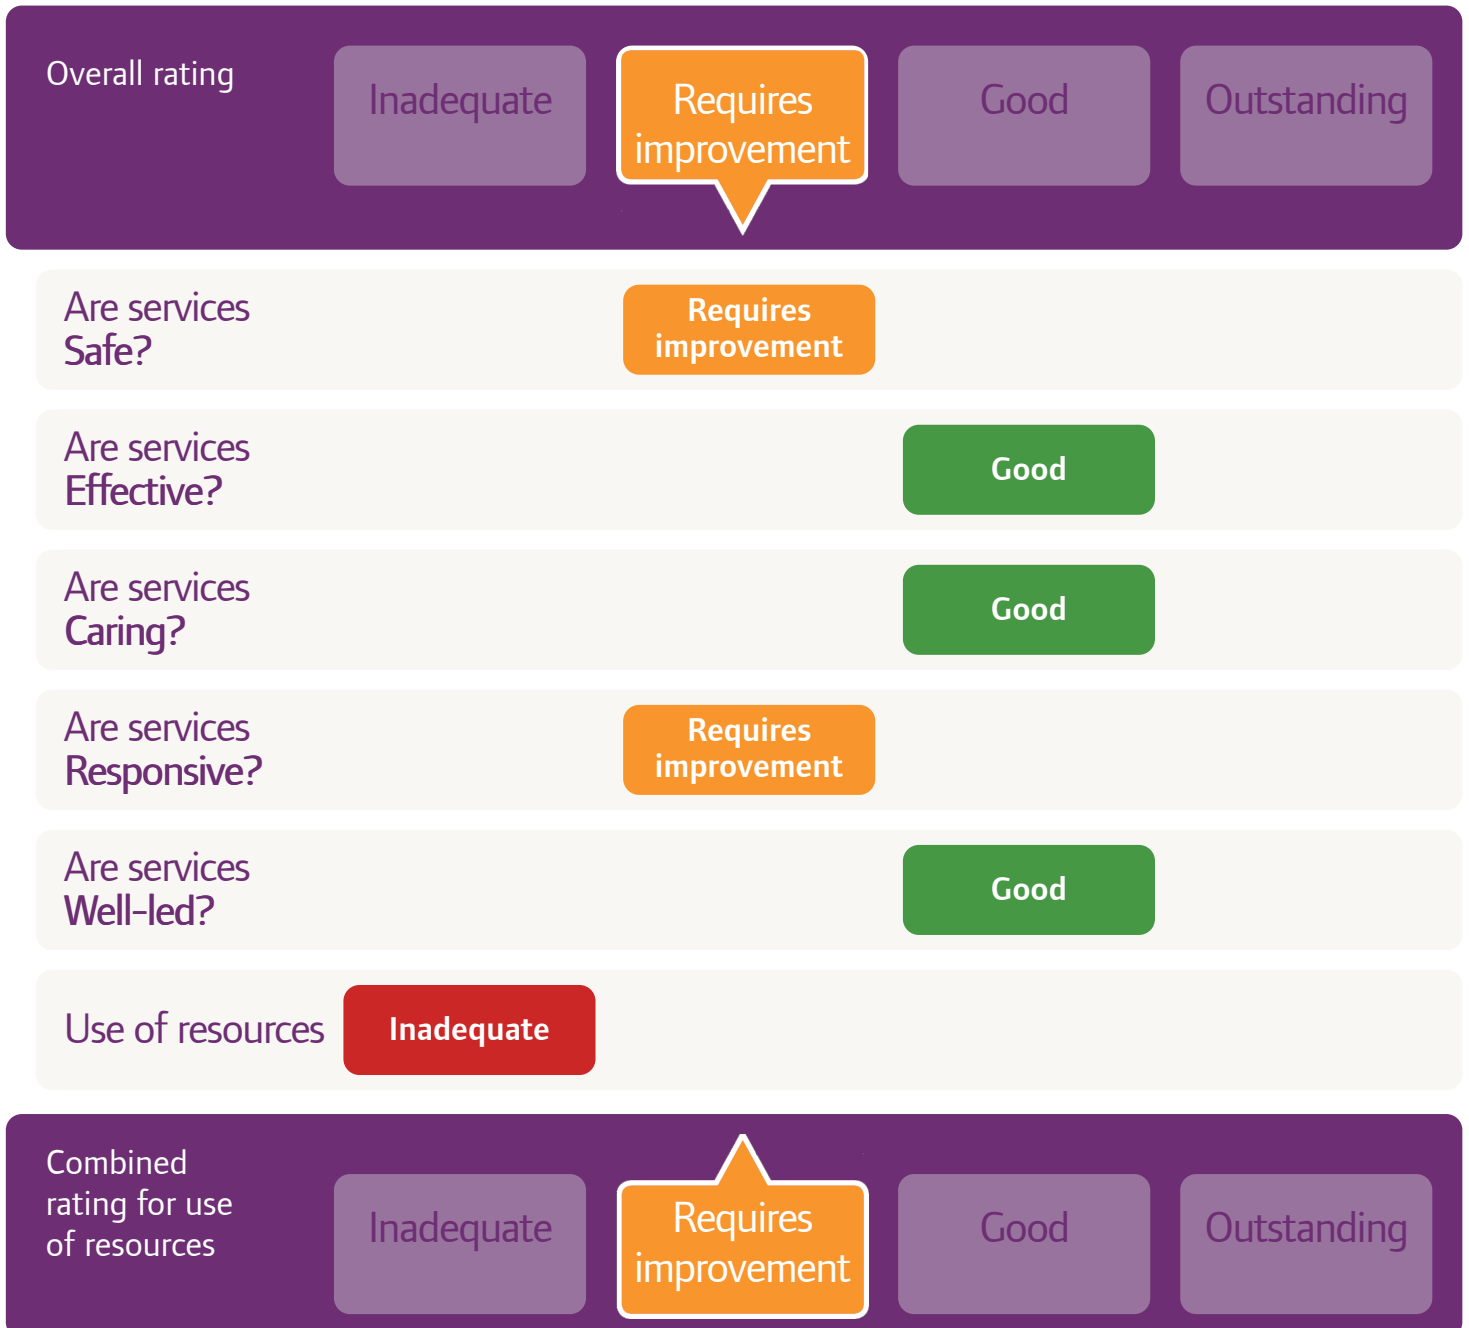 Overall rating
Inadequate
Requires
improvement
Good
Outstanding
Are services
Safe?
Requires
improvement
Are services
Effective?
Good
Are services
Caring?
Good
Are services
Responsive?
Requires
improvement
Are services
Well-led?
Good
Use of resources
Inadequate
Combined
rating for use
of resources
Inadequate
Requires
improvement
Good
Outstanding